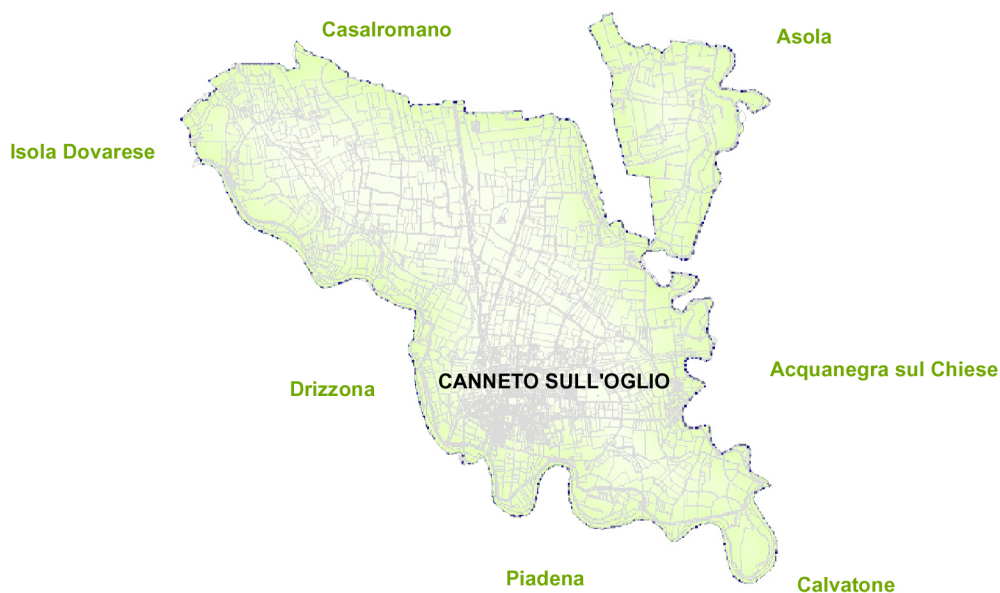 Casalromano
Asola
Isola Dovarese
Acquanegra sul Chiese
CANNETO SULL'OGLIO
Drizzona
Piadena
Calvatone